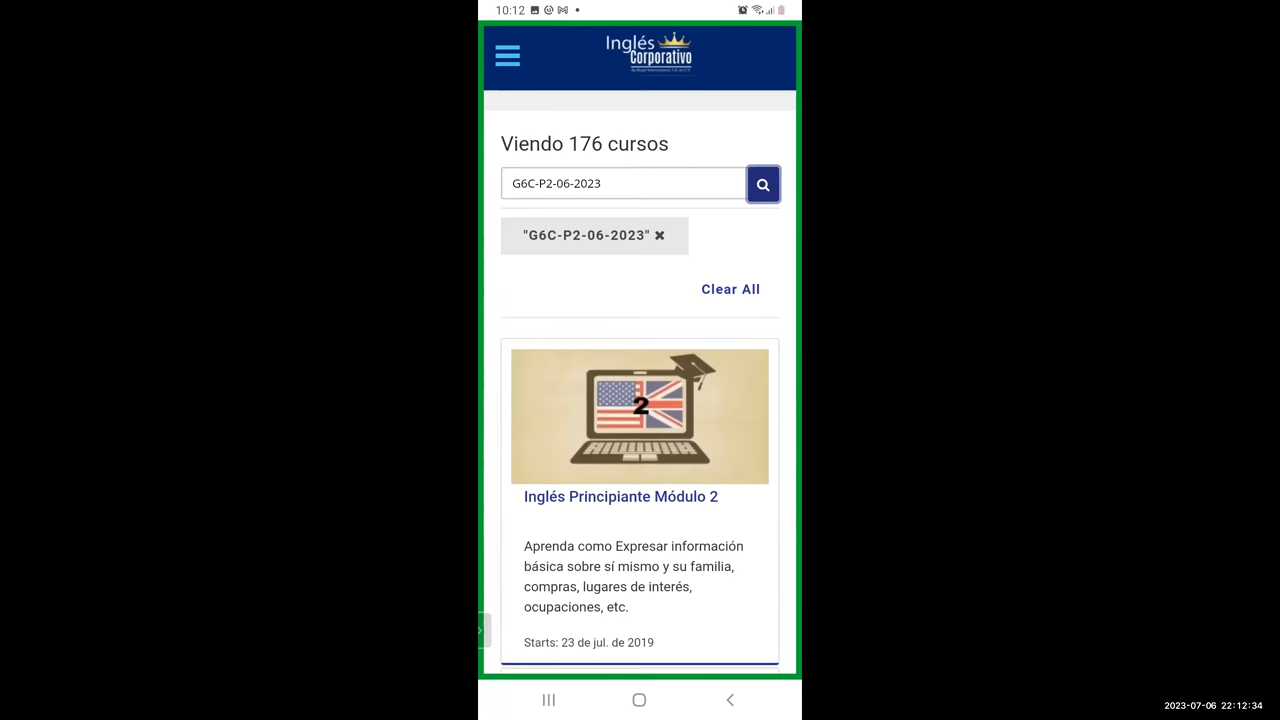 10:12
Inglés
Corporativo
Viendo 176 cursos
G6C-P2-06-2023
"G6C-P2-06-2023" ✖
Clear All
2
Inglés Principiante Módulo 2
Aprenda como Expresar información
básica sobre sí mismo y su familia,
compras, lugares de interés,
ocupaciones, etc.
Starts: 23 de jul. de 2019
2023-07-06 22:12:34